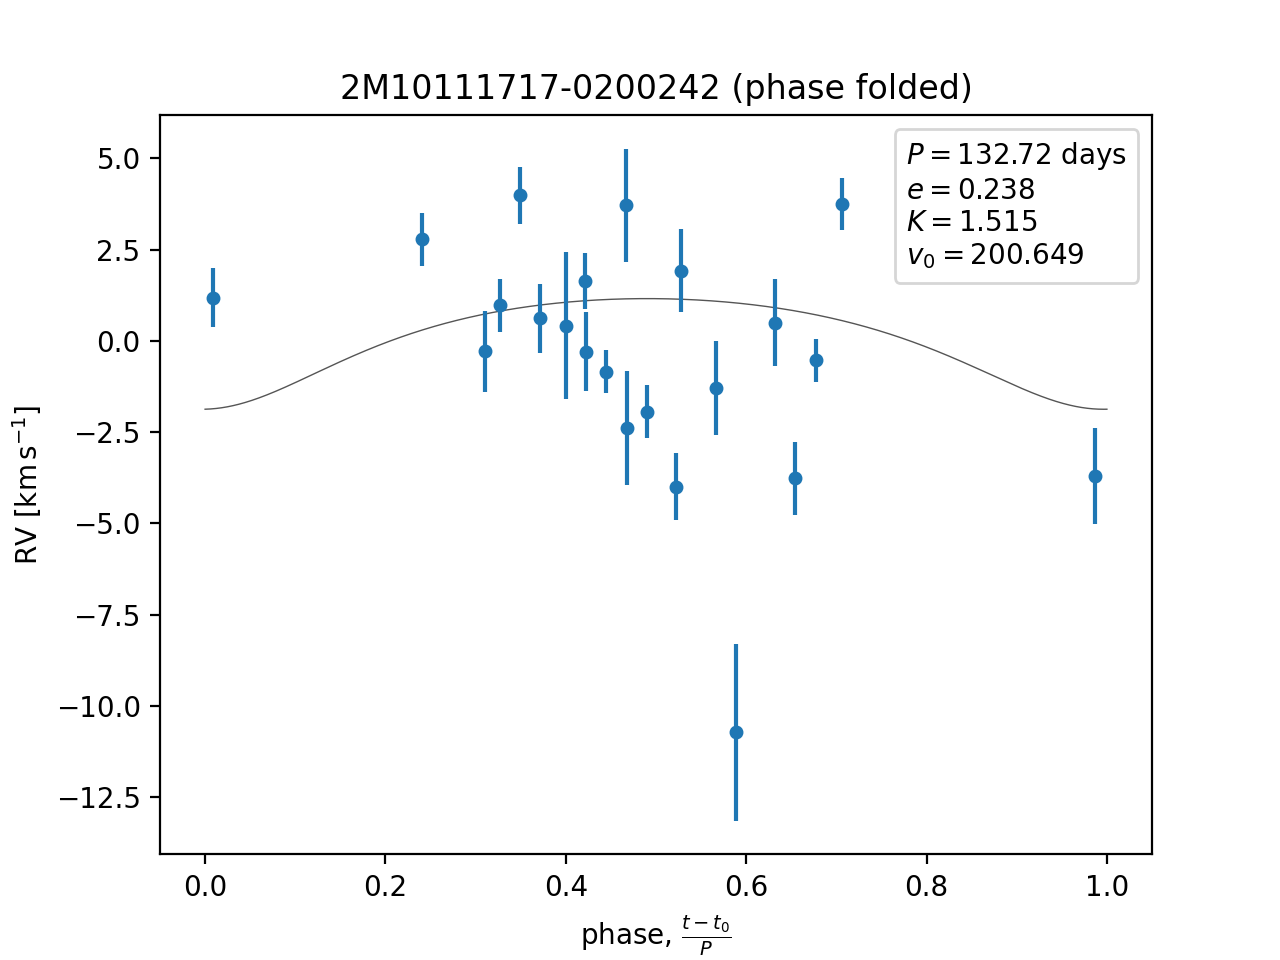 2M10111717-0200242 (phase folded)
P = 132.72 days
e = 0.238
K = 1.515
v₀ = 200.649
RV [km s⁻¹]
5.0
2.5
0.0
−2.5
−5.0
−7.5
−10.0
−12.5
0.0 0.2 0.4 0.6 0.8 1.0
phase, (t − t₀)/P